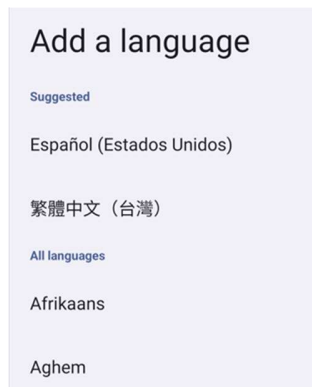 Add a language
Suggested
Español (Estados Unidos)
繁體中文（台灣）
All languages
Afrikaans
Aghem